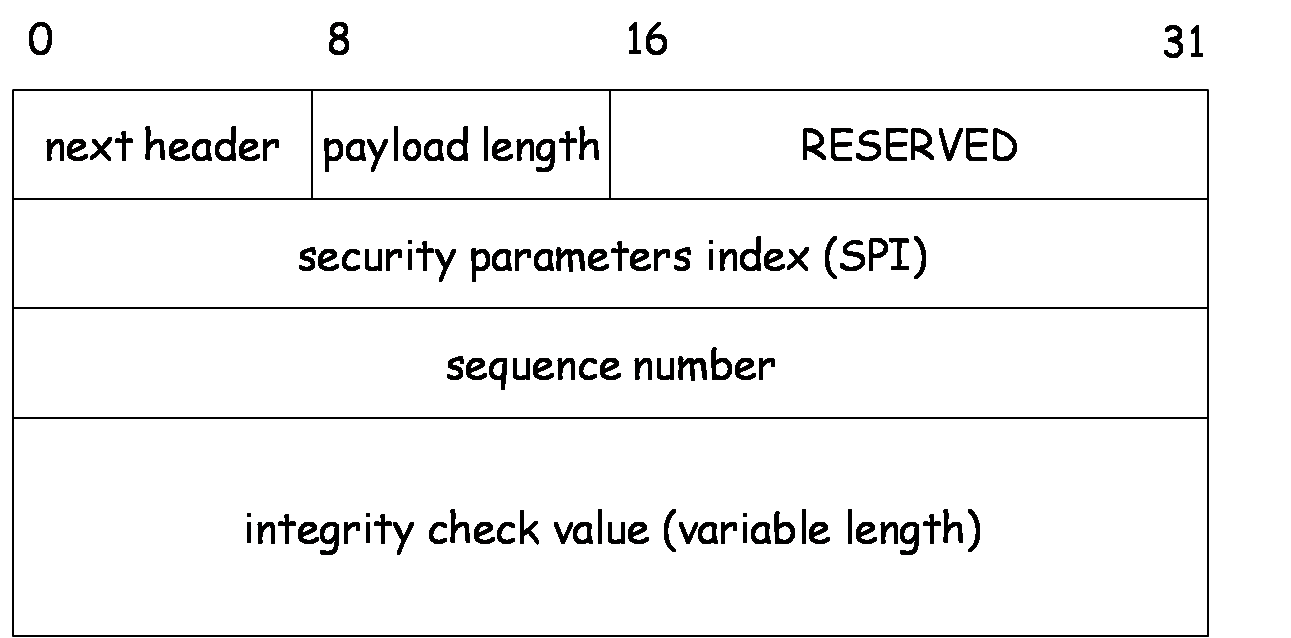 0 8 16 31
next header payload length RESERVED
security parameters index (SPI)
sequence number
integrity check value (variable length)